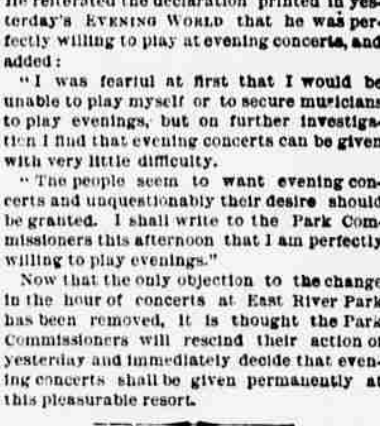 He reiterated the declaration printed in yes-
terday's EVENING WORLD that he was per-
fectly willing to play at evening concerts, and
added:
"I was fearful at first that I would be
unable to play myself or to secure musicians
to play evenings, but on further investiga-
tion I find that evening concerts can be given
with very little difficulty.
"The people seem to want evening con-
certs and unquestionably their desire should
be granted. I shall write to the Park Com-
missioners this afternoon that I am perfectly
willing to play evenings."
Now that the only objection to the change
in the hour of concerts at East River Park
has been removed, it is thought the Park
Commissioners will rescind their action of
yesterday and immediately decide that even-
ing concerts shall be given permanently at
this pleasurable resort.